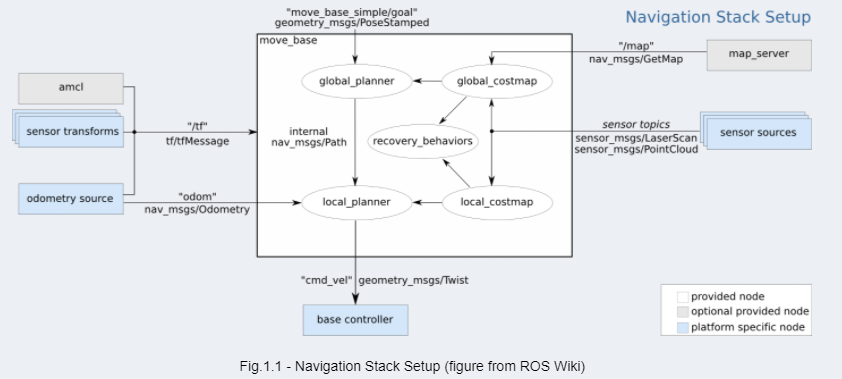 Navigation Stack Setup
"move_base_simple/goal"
geometry_msgs/PoseStamped
move_base
"/map"
nav_msgs/GetMap
map_server
global_planner
global_costmap
amcl
sensor transforms
"/tf"
tf/tfMessage
internal
nav_msgs/Path
recovery_behaviors
sensor topics
sensor_msgs/LaserScan
sensor_msgs/PointCloud
sensor sources
odometry source
"odom"
nav_msgs/Odometry
local_planner
local_costmap
"cmd_vel"
geometry_msgs/Twist
base controller
provided node
optional provided node
platform specific node
Fig.1.1 - Navigation Stack Setup (figure from ROS Wiki)